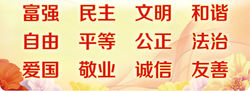 富强 民主 文明 和谐
自由 平等 公正 法治
爱国 敬业 诚信 友善